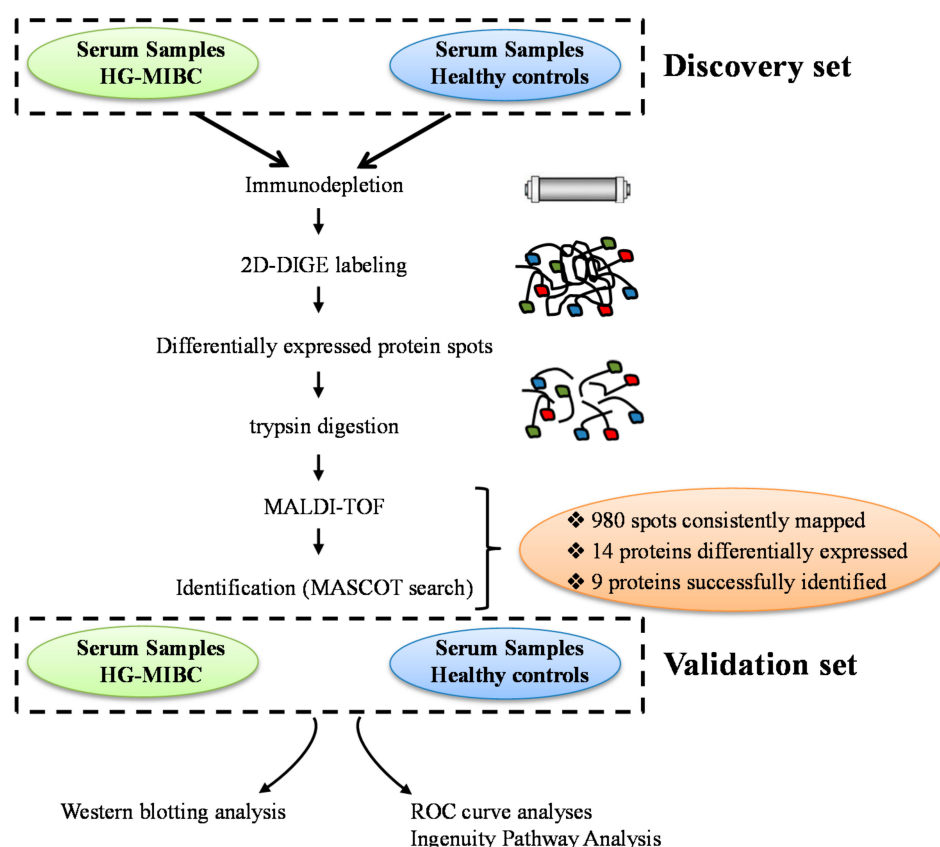 Serum Samples
HG-MIBC
Serum Samples
Healthy controls
Discovery set
Immunodepletion
2D-DIGE labeling
Differentially expressed protein spots
trypsin digestion
MALDI-TOF
Identification (MASCOT search)
❖ 980 spots consistently mapped
❖ 14 proteins differentially expressed
❖ 9 proteins successfully identified
Serum Samples
HG-MIBC
Serum Samples
Healthy controls
Validation set
Western blotting analysis
ROC curve analyses
Ingenuity Pathway Analysis